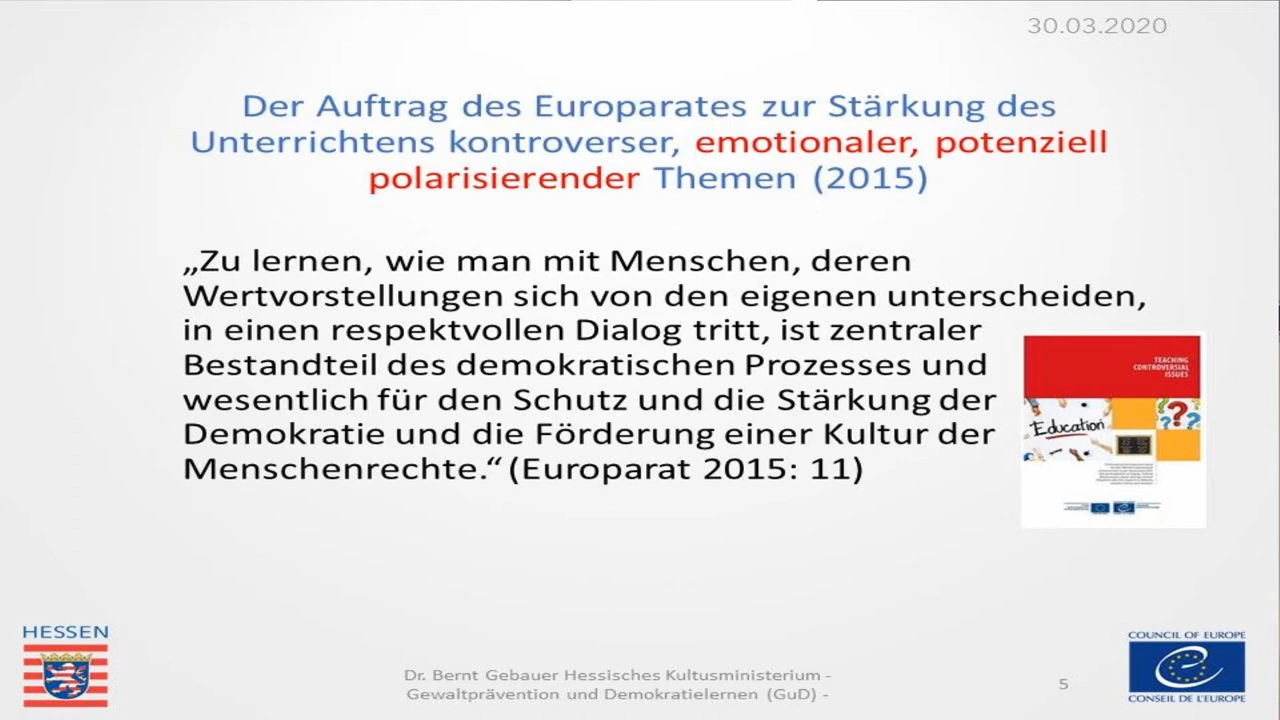 30.03.2020
Der Auftrag des Europarates zur Stärkung des
Unterrichtens kontroverser, emotionaler, potenziell
polarisierender Themen (2015)
„Zu lernen, wie man mit Menschen, deren
Wertvorstellungen sich von den eigenen unterscheiden,
in einen respektvollen Dialog tritt, ist zentraler
Bestandteil des demokratischen Prozesses und
wesentlich für den Schutz und die Stärkung der
Demokratie und die Förderung einer Kultur der
Menschenrechte.“ (Europarat 2015: 11)
TEACHING
CONTROVERSIAL
ISSUES
Education
???
HESSEN
Dr. Bernt Gebauer Hessisches Kultusministerium -
Gewaltprävention und Demokratielernen (GuD) -
5
COUNCIL OF EUROPE
CONSEIL DE L'EUROPE